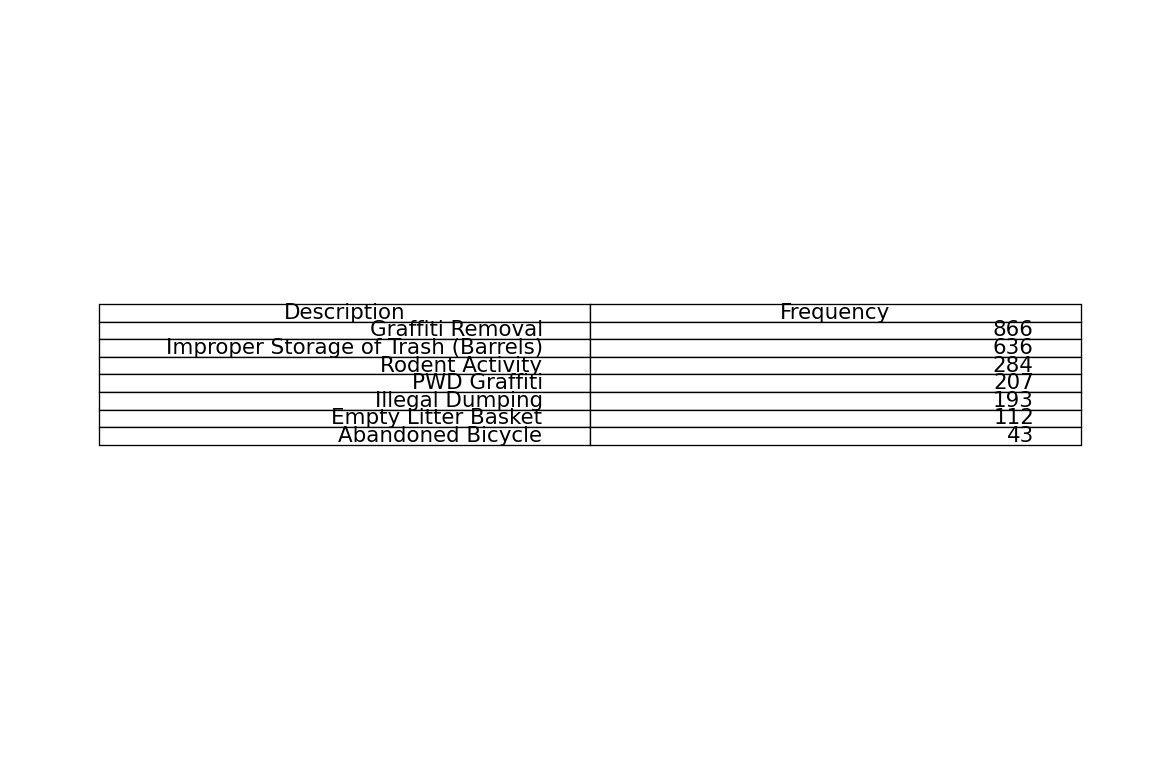 Description Frequency
Graffiti Removal 866
Improper Storage of Trash (Barrels) 636
Rodent Activity 284
PWD Graffiti 207
Illegal Dumping 193
Empty Litter Basket 112
Abandoned Bicycle 43